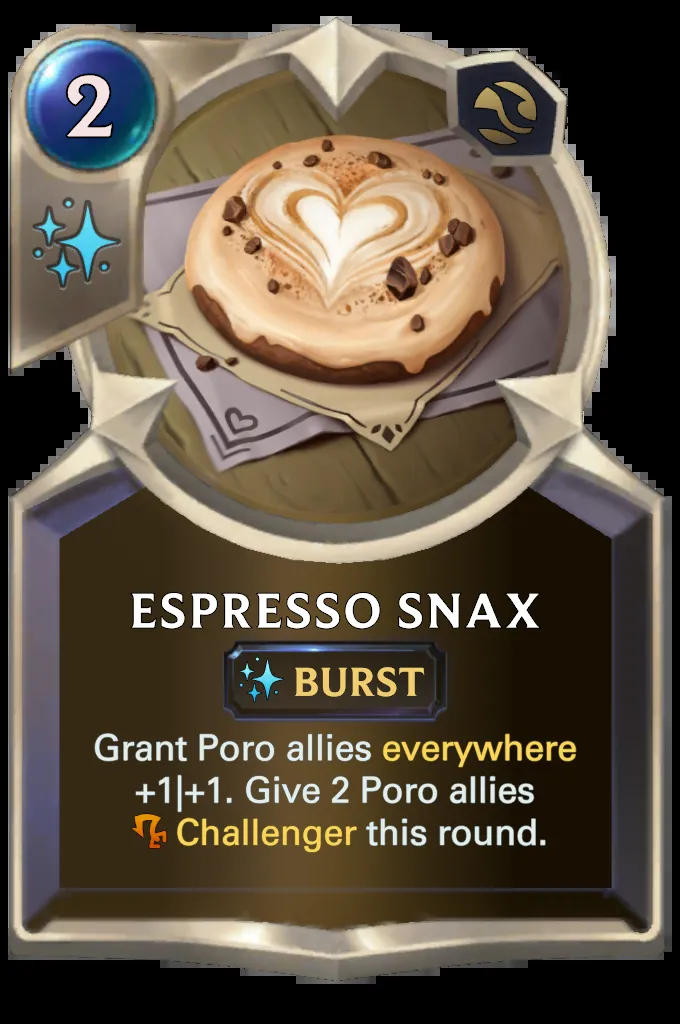 2
ESPRESSO SNAX
BURST
Grant Poro allies everywhere
+1|+1. Give 2 Poro allies
Challenger this round.